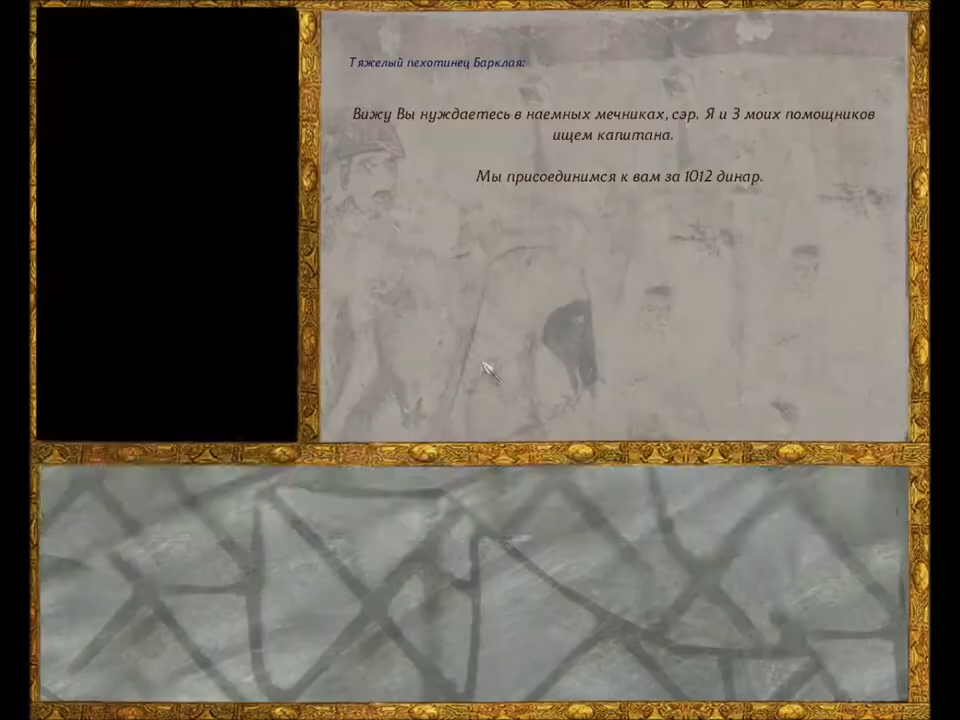 Тяжелый пехотинец Барклая:
Вижу Вы нуждаетесь в наемных мечниках, сэр. Я и 3 моих помощников
ищем капитана.
Мы присоединимся к вам за 1012 динар.